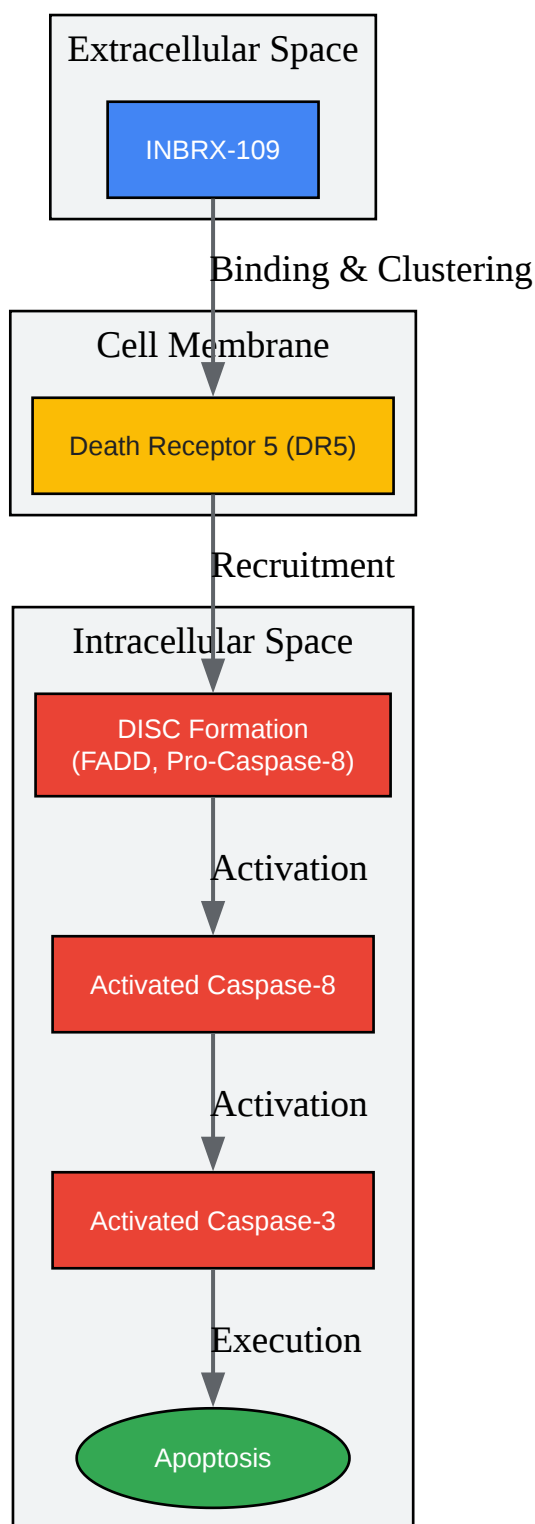 Extracellular Space
INBRX-109
Binding & Clustering
Cell Membrane
Death Receptor 5 (DR5)
Recruitment
Intracellular Space
DISC Formation
(FADD, Pro-Caspase-8)
Activation
Activated Caspase-8
Activation
Activated Caspase-3
Execution
Apoptosis